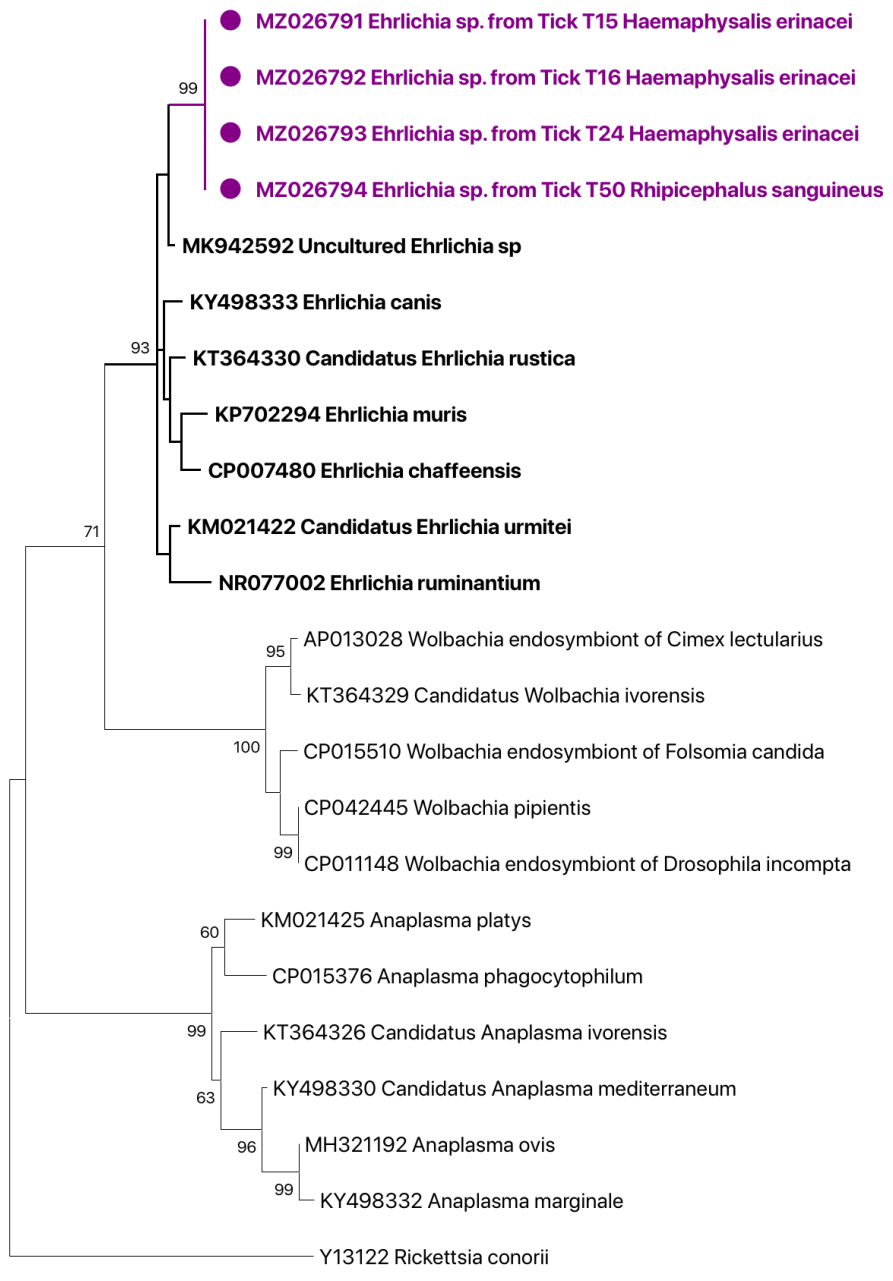 MZ026791 Ehrlichia sp. from Tick T15 Haemaphysalis erinacei
99
MZ026792 Ehrlichia sp. from Tick T16 Haemaphysalis erinacei
MZ026793 Ehrlichia sp. from Tick T24 Haemaphysalis erinacei
MZ026794 Ehrlichia sp. from Tick T50 Rhipicephalus sanguineus
MK942592 Uncultured Ehrlichia sp
KY498333 Ehrlichia canis
93
KT364330 Candidatus Ehrlichia rustica
KP702294 Ehrlichia muris
CP007480 Ehrlichia chaffeensis
71
KM021422 Candidatus Ehrlichia urmitei
NR077002 Ehrlichia ruminantium
AP013028 Wolbachia endosymbiont of Cimex lectularius
95
KT364329 Candidatus Wolbachia ivorensis
100
CP015510 Wolbachia endosymbiont of Folsomia candida
CP042445 Wolbachia pipientis
99
CP011148 Wolbachia endosymbiont of Drosophila incompta
KM021425 Anaplasma platys
60
CP015376 Anaplasma phagocytophilum
99
KT364326 Candidatus Anaplasma ivorensis
KY498330 Candidatus Anaplasma mediterraneum
63
MH321192 Anaplasma ovis
96
99
KY498332 Anaplasma marginale
Y13122 Rickettsia conorii